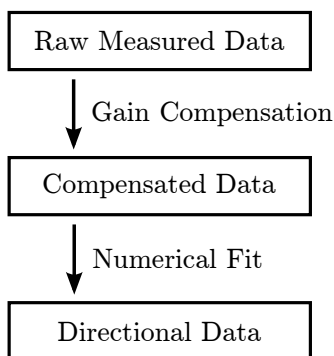 Raw Measured Data
Gain Compensation
Compensated Data
Numerical Fit
Directional Data